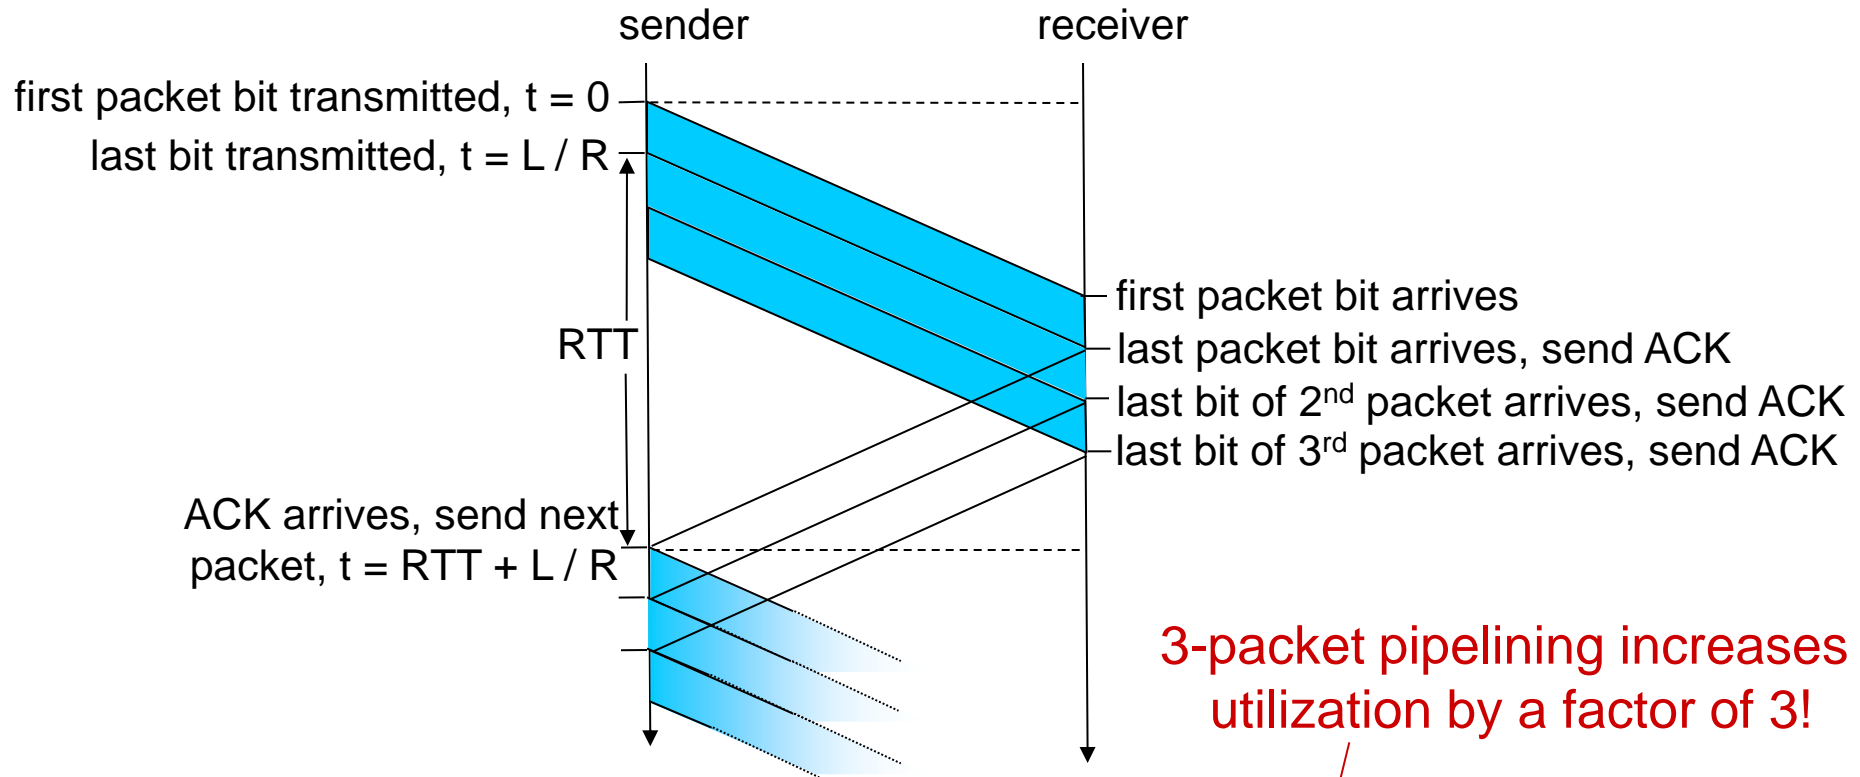 sender
receiver
first packet bit transmitted, t = 0
last bit transmitted, t = L / R
RTT
first packet bit arrives
last packet bit arrives, send ACK
last bit of 2nd packet arrives, send ACK
last bit of 3rd packet arrives, send ACK
ACK arrives, send next
packet, t = RTT + L / R
3-packet pipelining increases
utilization by a factor of 3!